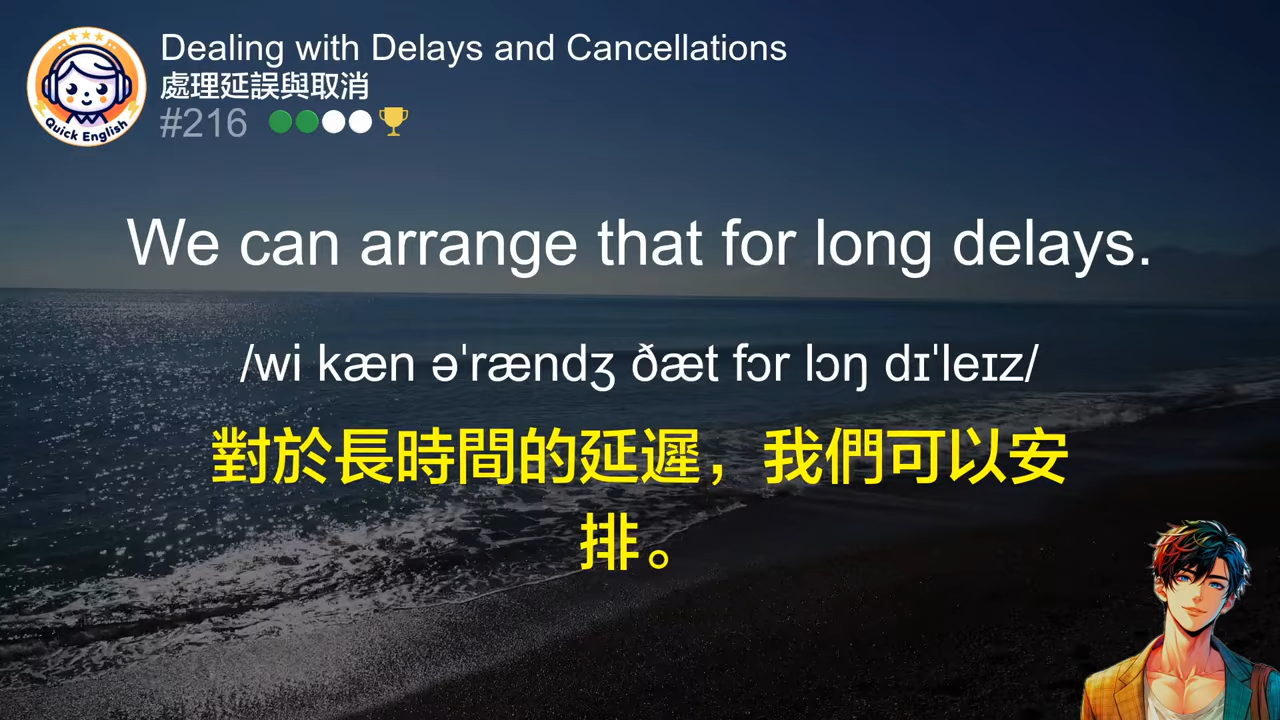 Dealing with Delays and Cancellations
處理延誤與取消
#216
Quick English
We can arrange that for long delays.
/wi kæn əˈrændʒ ðæt fɔr lɔŋ dɪˈleɪz/
對於長時間的延遲，我們可以安
排。